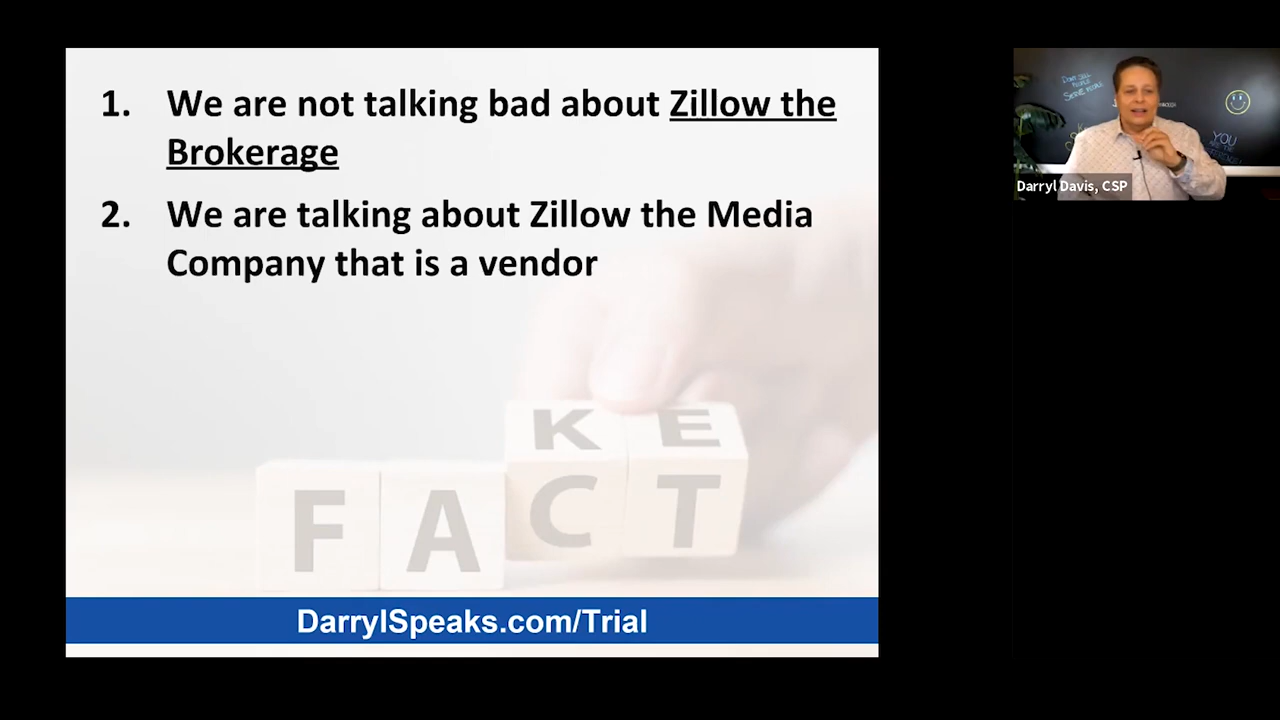 1. We are not talking bad about Zillow the
Brokerage
2. We are talking about Zillow the Media
Company that is a vendor
K E
F A C T
DarrylSpeaks.com/Trial
Darryl Davis, CSP
YOU